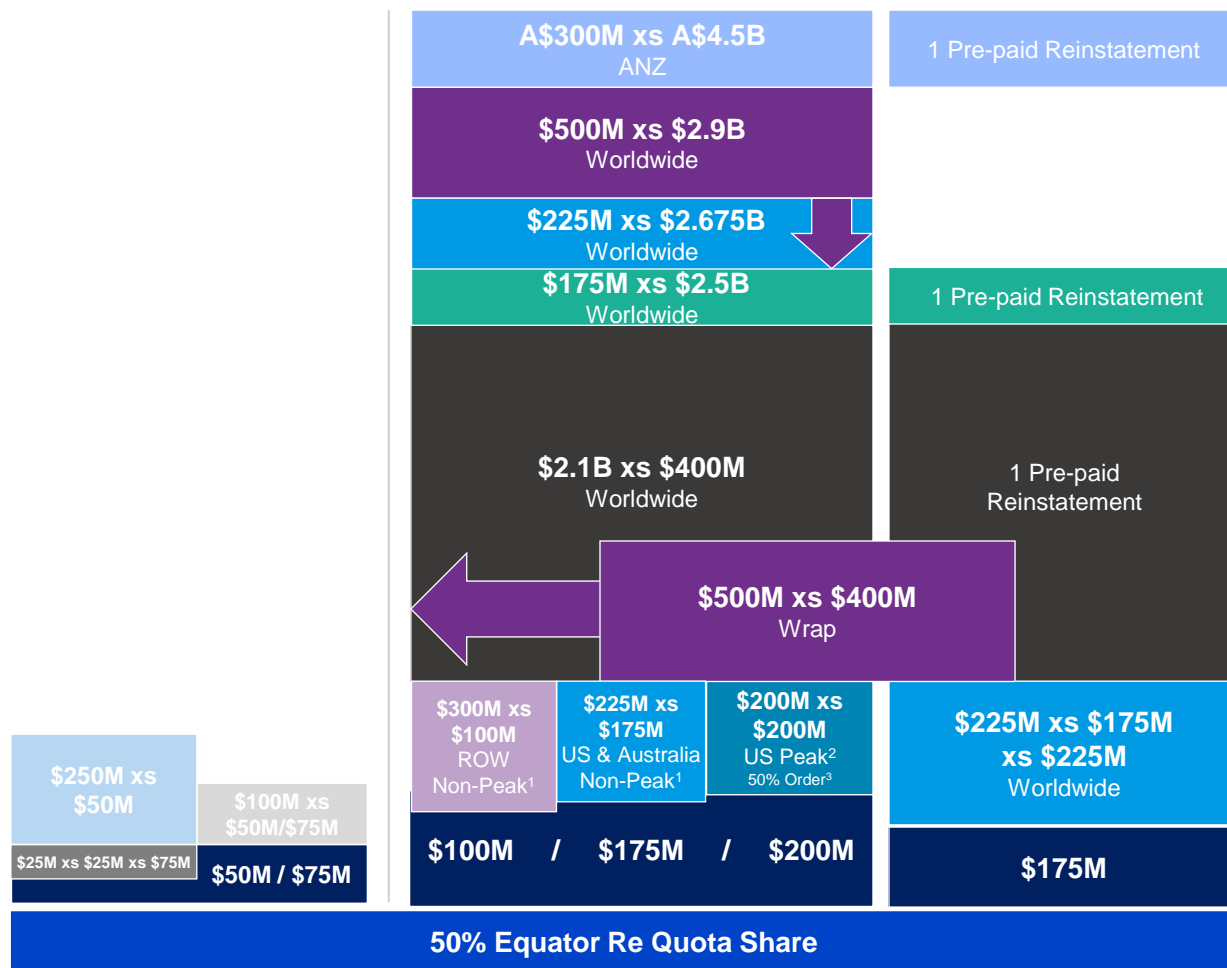 A$300M xs A$4.5B
ANZ
1 Pre-paid Reinstatement
$500M xs $2.9B
Worldwide
$225M xs $2.675B
Worldwide
$175M xs $2.5B
Worldwide
1 Pre-paid Reinstatement
$2.1B xs $400M
Worldwide
1 Pre-paid
Reinstatement
$500M xs $400M
Wrap
$300M xs
$100M
ROW
Non-Peak¹
$225M xs
$175M
US & Australia
Non-Peak¹
$200M xs
$200M
US Peak²
50% Order³
$225M xs $175M
xs $225M
Worldwide
$250M xs
$50M
$100M xs
$50M/$75M
$25M xs $25M xs $75M
$50M / $75M
$100M / $175M / $200M
$175M
50% Equator Re Quota Share